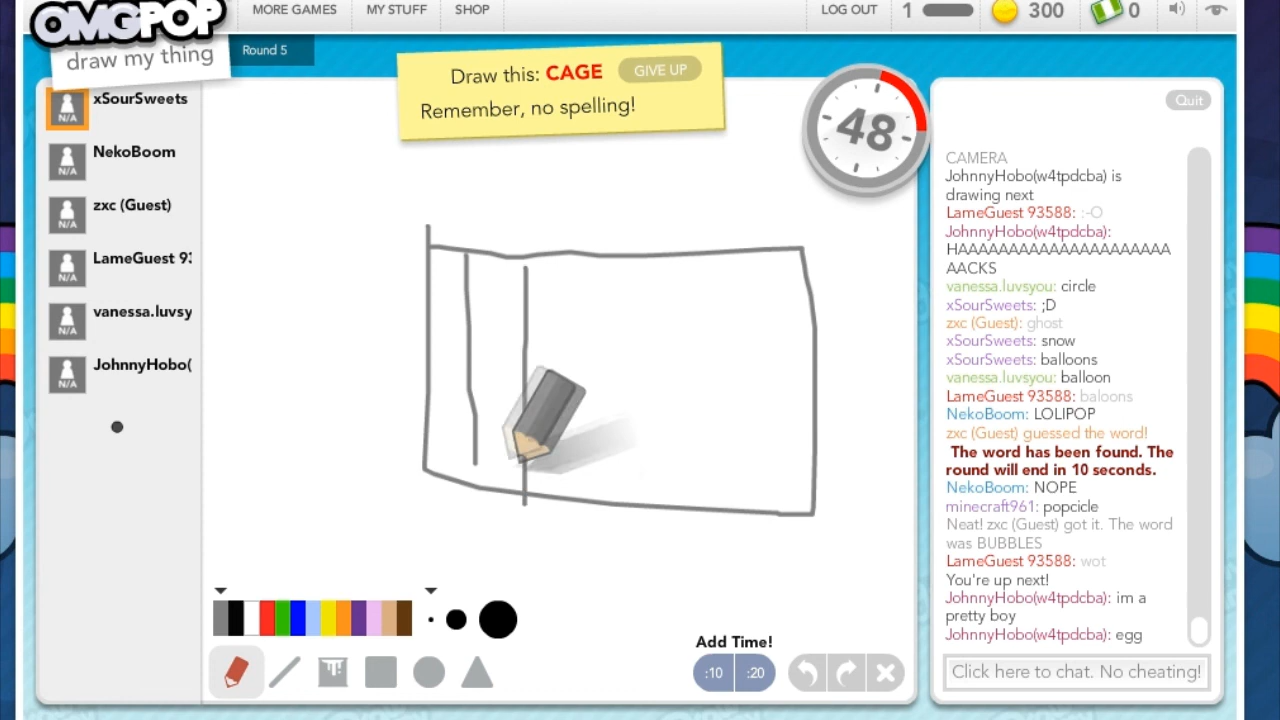 OMGPOP
draw my thing
MORE GAMES
MY STUFF
SHOP
LOG OUT
1
300
0
Round 5
Draw this: CAGE
GIVE UP
Remember, no spelling!
48
xSourSweets
N/A
NekoBoom
N/A
zxc (Guest)
N/A
LameGuest 93
N/A
vanessa.luvsy
N/A
JohnnyHobo(
N/A
Quit
CAMERA
JohnnyHobo(w4tpdcba) is
drawing next
LameGuest 93588: :-O
JohnnyHobo(w4tpdcba):
HAAAAAAAAAAAAAAAAAAAAA
AACKS
vanessa.luvsyou: circle
xSourSweets: ;D
zxc (Guest): ghost
xSourSweets: snow
xSourSweets: balloons
vanessa.luvsyou: balloon
LameGuest 93588: baloons
NekoBoom: LOLIPOP
zxc (Guest) guessed the word!
The word has been found. The
round will end in 10 seconds.
NekoBoom: NOPE
minecraft961: popcicle
Neat! zxc (Guest) got it. The word
was BUBBLES
LameGuest 93588: wot
You're up next!
JohnnyHobo(w4tpdcba): im a
pretty boy
JohnnyHobo(w4tpdcba): egg
Click here to chat. No cheating!
Add Time!
:10
:20